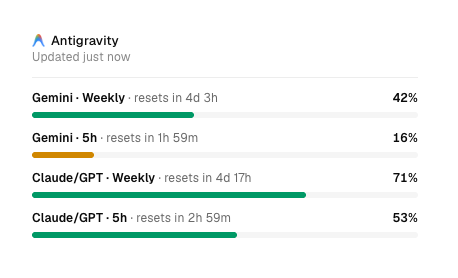 Antigravity
Updated just now
Gemini · Weekly · resets in 4d 3h 42%
Gemini · 5h · resets in 1h 59m 16%
Claude/GPT · Weekly · resets in 4d 17h 71%
Claude/GPT · 5h · resets in 2h 59m 53%